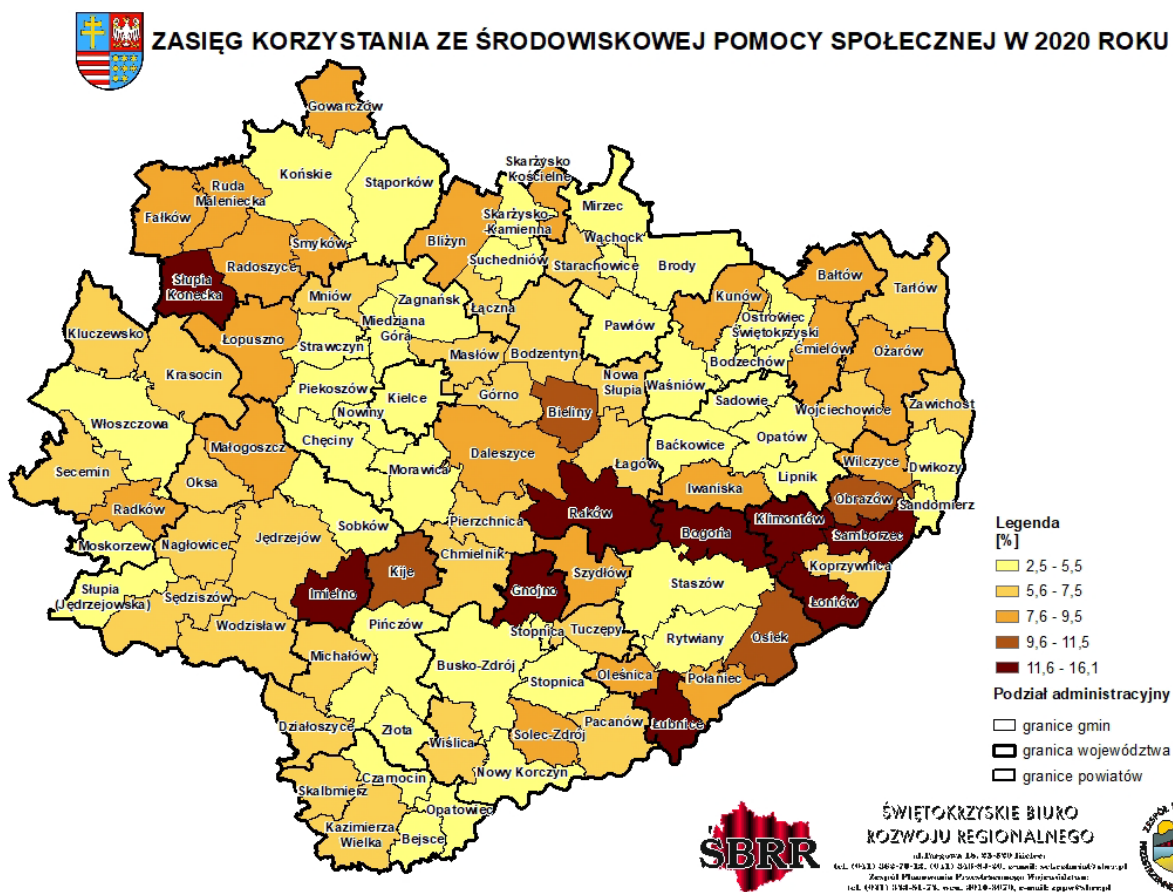 ZASIĘG KORZYSTANIA ZE ŚRODOWISKOWEJ POMOCY SPOŁECZNEJ W 2020 ROKU
Gowarczów
Końskie
Stąporków
Skarżysko
Kościelne
Ruda
Maleniecka
Fałków
Smyków
Radoszyce
Bliżyn
Skarżysko-
Kamienna
Mirzec
Wąchock
Suchedniów
Starachowice
Brody
Słupia
Konecka
Mniów
Zagnańsk
Łączna
Bałtów
Tarłów
Kunów
Ostrowiec
Świętokrzyski
Kluczewsko
Łopuszno
Miedziana
Góra
Strawczyn
Masłów
Bodzentyn
Pawłów
Bodzechów
Ćmielów
Ożarów
Krasocin
Piekoszów
Nowiny
Kielce
Górno
Nowa
Słupia
Waśniów
Sadowie
Wojciechowice
Zawichost
Bieliny
Włoszczowa
Małogoszcz
Chęciny
Morawica
Daleszyce
Łagów
Baćkowice
Opatów
Lipnik
Wilczyce
Dwikozy
Secemin
Oksa
Radków
Iwaniska
Obrazów
Sandomierz
Sobków
Pierzchnica
Raków
Bogoria
Klimontów
Samborzec
Moskorzew
Nagłowice
Jędrzejów
Chmielnik
Kije
Imielno
Gnojno
Szydłów
Staszów
Koprzywnica
Łoniów
Słupia
(Jędrzejowska)
Sędziszów
Wodzisław
Pińczów
Stopnica
Tuczępy
Rytwiany
Osiek
Michałów
Busko-Zdrój
Stopnica
Oleśnica
Połaniec
Działoszyce
Złota
Wiślica
Solec-Zdrój
Pacanów
Łubnice
Czarnocin
Nowy Korczyn
Skalbmierz
Opatowiec
Kazimierza
Wielka
Bejsce
Legenda
[%]
2,5 - 5,5
5,6 - 7,5
7,6 - 9,5
9,6 - 11,5
11,6 - 16,1
Podział administracyjny
granice gmin
granica województwa
granice powiatów
SBRR
ŚWIĘTOKRZYSKIE BIURO
ROZWOJU REGIONALNEGO